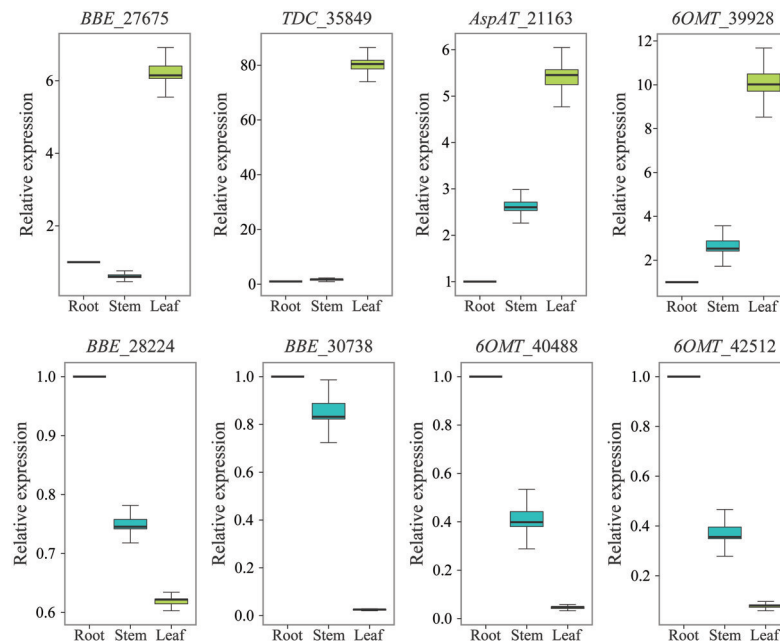 BBE_27675
TDC_35849
AspAT_21163
6OMT_39928
Relative expression
6
4
2
Root Stem Leaf
Relative expression
80
60
40
20
0
Root Stem Leaf
Relative expression
6
5
4
3
2
1
Root Stem Leaf
Relative expression
12
10
8
6
4
2
Root Stem Leaf
BBE_28224
BBE_30738
6OMT_40488
6OMT_42512
Relative expression
1.0
0.9
0.8
0.7
0.6
Root Stem Leaf
Relative expression
1.0
0.8
0.6
0.4
0.2
0.0
Root Stem Leaf
Relative expression
1.0
0.8
0.6
0.4
0.2
0.0
Root Stem Leaf
Relative expression
1.0
0.8
0.6
0.4
0.2
Root Stem Leaf